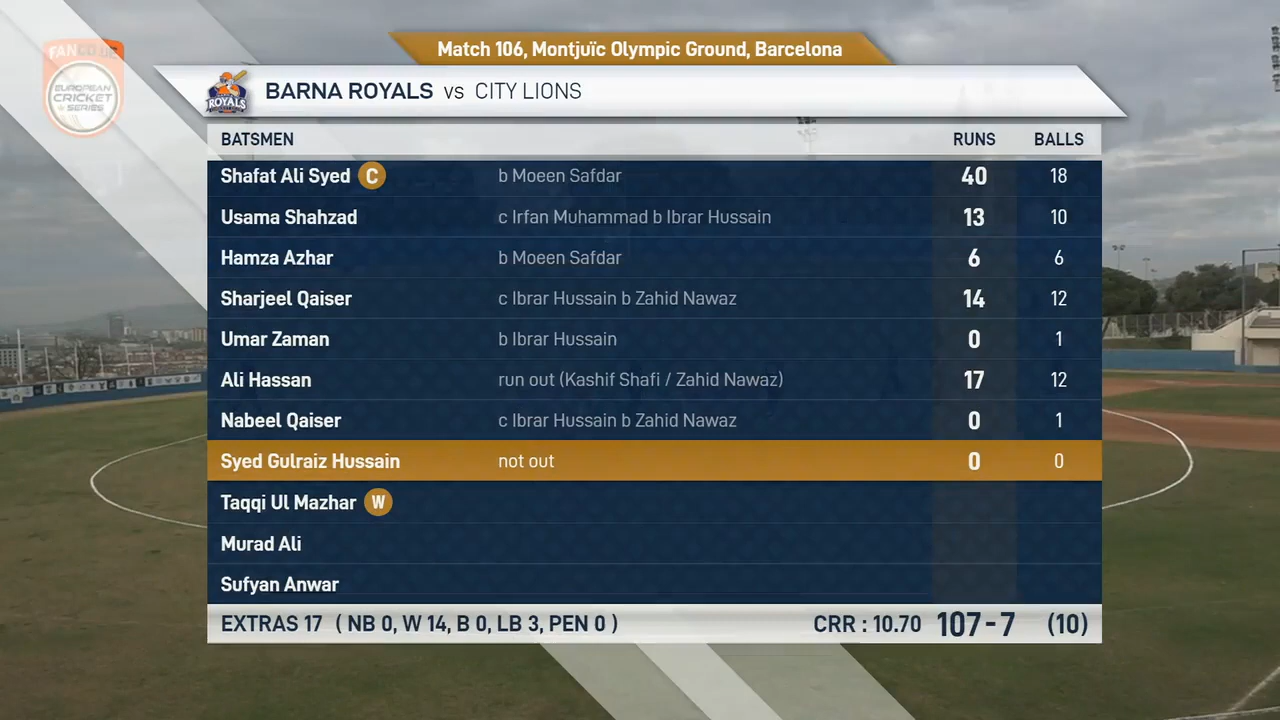 FANCODE
EUROPEAN
CRICKET
SERIES
Match 106, Montjuïc Olympic Ground, Barcelona
ROYALS
BARNA ROYALS vs CITY LIONS
BATSMEN RUNS BALLS
Shafat Ali Syed C b Moeen Safdar 40 18
Usama Shahzad c Irfan Muhammad b Ibrar Hussain 13 10
Hamza Azhar b Moeen Safdar 6 6
Sharjeel Qaiser c Ibrar Hussain b Zahid Nawaz 14 12
Umar Zaman b Ibrar Hussain 0 1
Ali Hassan run out (Kashif Shafi / Zahid Nawaz) 17 12
Nabeel Qaiser c Ibrar Hussain b Zahid Nawaz 0 1
Syed Gulraiz Hussain not out 0 0
Taqqi Ul Mazhar W
Murad Ali
Sufyan Anwar
EXTRAS 17 ( NB 0, W 14, B 0, LB 3, PEN 0 ) CRR : 10.70 107-7 (10)